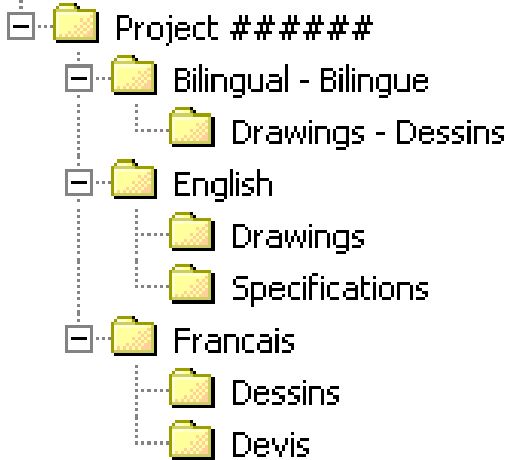 Project ######
Bilingual - Bilingue
Drawings - Dessins
English
Drawings
Specifications
Francais
Dessins
Devis